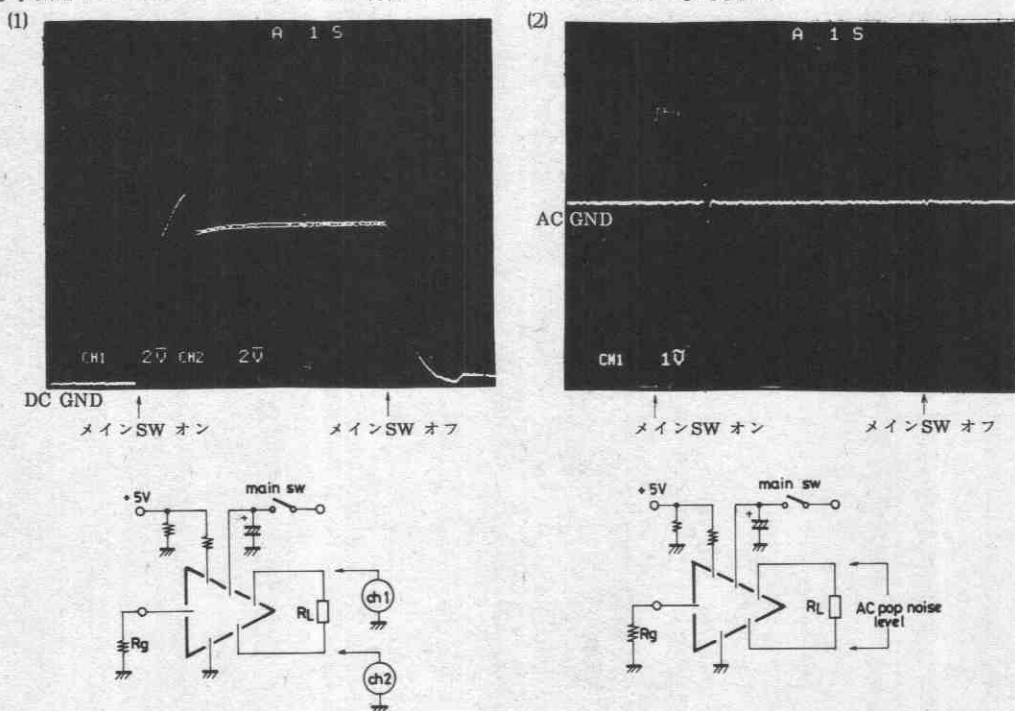 (1)
A 1 S
CH1 2V CH2 2V
DC GND
メインSW オン
メインSW オフ
+5V
main sw
Rg
RL
ch1
ch2
(2)
A 1 S
AC GND
CH1 1V
メインSW オン
メインSW オフ
+5V
main sw
Rg
RL
AC pop noise
level